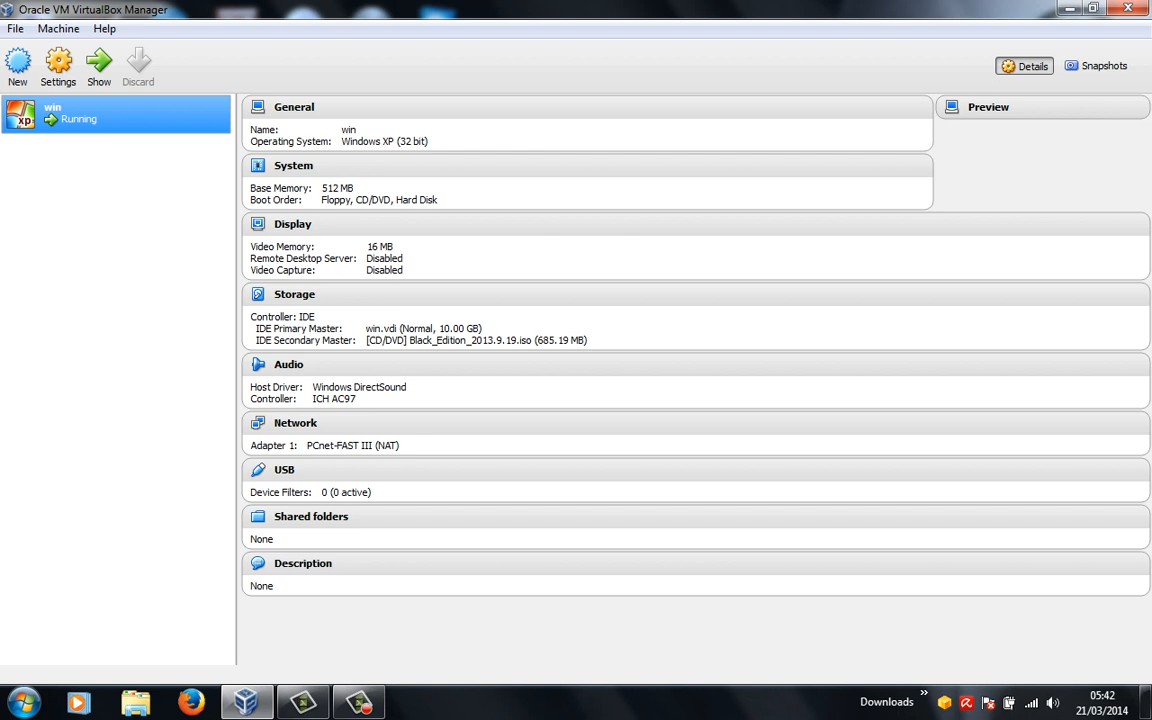 Oracle VM VirtualBox Manager
File Machine Help
New Settings Show Discard
Details Snapshots
win
Running
xp
General
Name: win
Operating System: Windows XP (32 bit)
Preview
System
Base Memory: 512 MB
Boot Order: Floppy, CD/DVD, Hard Disk
Display
Video Memory: 16 MB
Remote Desktop Server: Disabled
Video Capture: Disabled
Storage
Controller: IDE
IDE Primary Master: win.vdi (Normal, 10.00 GB)
IDE Secondary Master: [CD/DVD] Black_Edition_2013.9.19.iso (685.19 MB)
Audio
Host Driver: Windows DirectSound
Controller: ICH AC97
Network
Adapter 1: PCnet-FAST III (NAT)
USB
Device Filters: 0 (0 active)
Shared folders
None
Description
None
Downloads »
05:42
21/03/2014